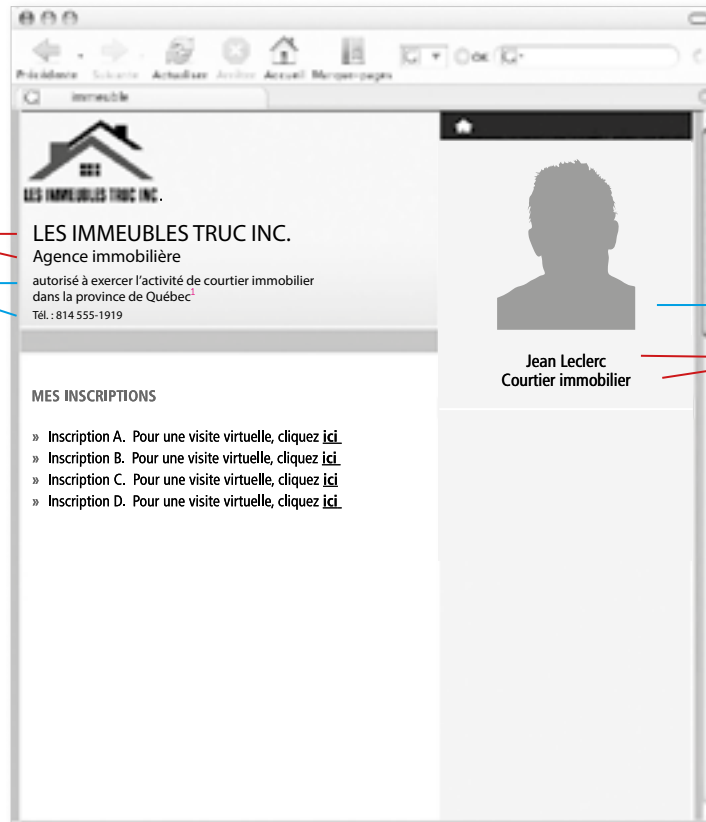 Précédente Suivante Actualiser Arrêter Accueil Marque-pages OK
immeuble
LES IMMEUBLES TRUC INC.
LES IMMEUBLES TRUC INC.
Agence immobilière
autorisé à exercer l’activité de courtier immobilier
dans la province de Québec1
Tél. : 814 555-1919
Jean Leclerc
Courtier immobilier
MES INSCRIPTIONS
» Inscription A. Pour une visite virtuelle, cliquez ici
» Inscription B. Pour une visite virtuelle, cliquez ici
» Inscription C. Pour une visite virtuelle, cliquez ici
» Inscription D. Pour une visite virtuelle, cliquez ici